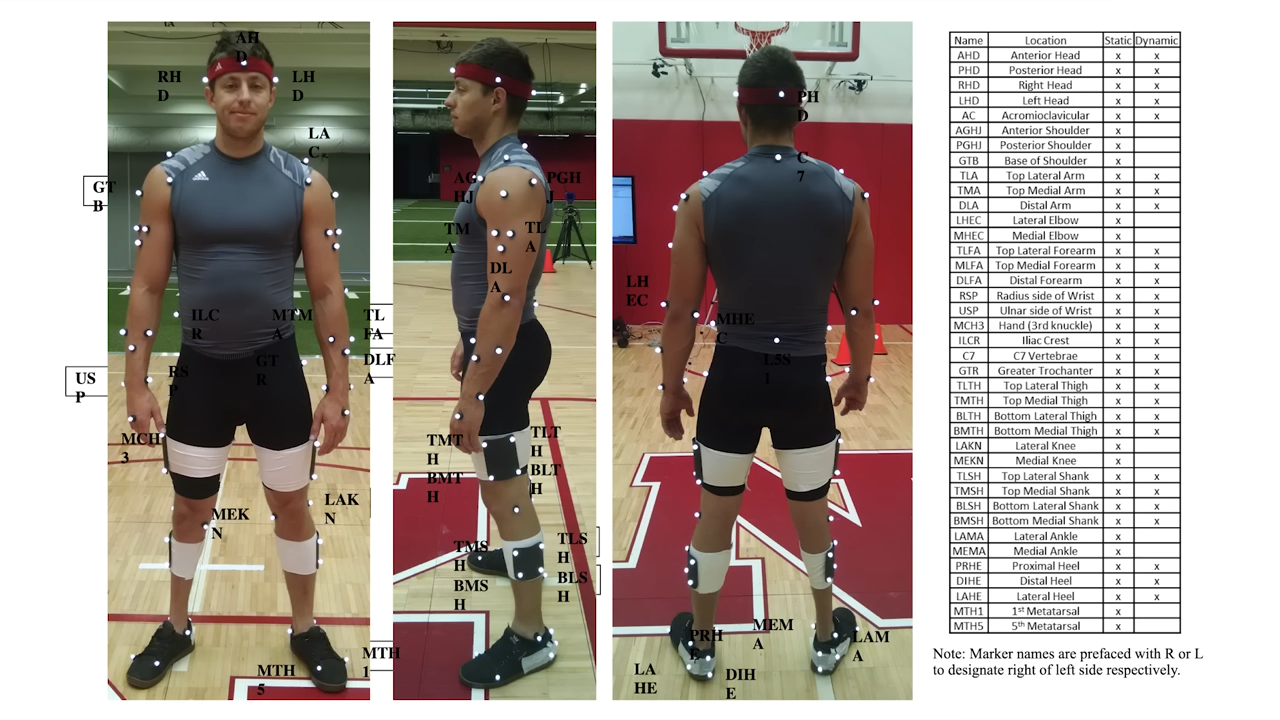 AH
D
RH
D
LH
D
LA
C
GT
B
ILC
R
MTM
A
TL
FA
GT
R
DLF
A
RS
P
US
P
MCH
3
MEK
N
LAK
N
MTH
1
MTH
5
adidas
AG
HJ
PGH
J
TM
A
TL
A
DL
A
TMT
H
TLT
H
BMT
H
BLT
H
TMS
H
TLS
H
BMS
H
BLS
H
PH
D
C
7
LH
EC
MHE
C
L5S
1
N
PRH
E
MEM
A
LAM
A
LA
HE
DIH
E
Name Location Static Dynamic
AHD Anterior Head x x
PHD Posterior Head x x
RHD Right Head x x
LHD Left Head x x
AC Acromioclavicular x x
AGHJ Anterior Shoulder x
PGHJ Posterior Shoulder x
GTB Base of Shoulder x
TLA Top Lateral Arm x x
TMA Top Medial Arm x x
DLA Distal Arm x x
LHEC Lateral Elbow x
MHEC Medial Elbow x
TLFA Top Lateral Forearm x x
MLFA Top Medial Forearm x x
DLFA Distal Forearm x x
RSP Radius side of Wrist x x
USP Ulnar side of Wrist x x
MCH3 Hand (3rd knuckle) x x
ILCR Iliac Crest x x
C7 C7 Vertebrae x x
GTR Greater Trochanter x x
TLTH Top Lateral Thigh x x
TMTH Top Medial Thigh x x
BLTH Bottom Lateral Thigh x x
BMTH Bottom Medial Thigh x x
LAKN Lateral Knee x
MEKN Medial Knee x
TLSH Top Lateral Shank x x
TMSH Top Medial Shank x x
BLSH Bottom Lateral Shank x x
BMSH Bottom Medial Shank x x
LAMA Lateral Ankle x
MEMA Medial Ankle x
PRHE Proximal Heel x x
DIHE Distal Heel x x
LAHE Lateral Heel x x
MTH1 1st Metatarsal x
MTH5 5th Metatarsal x
Note: Marker names are prefaced with R or L
to designate right of left side respectively.